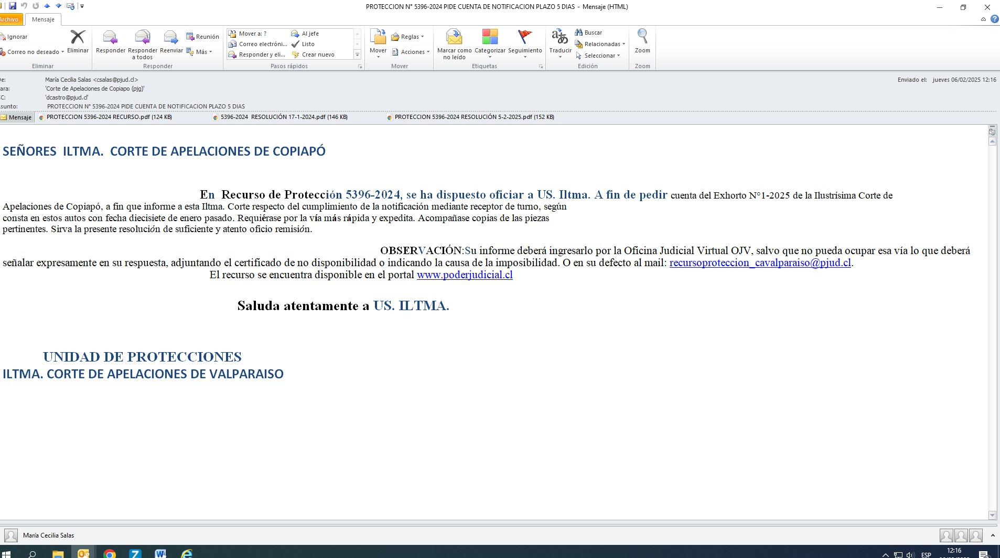 PROTECCION N° 5396-2024 PIDE CUENTA DE NOTIFICACION PLAZO 5 DIAS - Mensaje (HTML)
Archivo Mensaje
Ignorar
Correo no deseado
Eliminar
Eliminar
Responder
Responder a todos
Reenviar
Reunión
Más
Responder
Mover a: ?
Correo electróni...
Responder y eli...
Al jefe
Listo
Crear nuevo
Pasos rápidos
Mover
Reglas
Acciones
Mover
Marcar como no leído
Categorizar
Seguimiento
Etiquetas
Traducir
Buscar
Relacionadas
Seleccionar
Edición
Zoom
Zoom
De: María Cecilia Salas <csalas@pjud.cl>
Enviado el: jueves 06/02/2025 12:16
Para: 'Corte de Apelaciones de Copiapo (pjg)'
CC: 'dcastro@pjud.cl'
Asunto: PROTECCION N° 5396-2024 PIDE CUENTA DE NOTIFICACION PLAZO 5 DIAS
Mensaje PROTECCION 5396-2024 RECURSO.pdf (124 KB) 5396-2024 RESOLUCIÓN 17-1-2024.pdf (146 KB) PROTECCION 5396-2024 RESOLUCIÓN 5-2-2025.pdf (152 KB)
SEÑORES ILTMA. CORTE DE APELACIONES DE COPIAPÓ
En Recurso de Protección 5396-2024, se ha dispuesto oficiar a US. Iltma. A fin de pedir cuenta del Exhorto N°1-2025 de la Ilustrísima Corte de
Apelaciones de Copiapó, a fin que informe a esta Iltma. Corte respecto del cumplimiento de la notificación mediante receptor de turno, según
consta en estos autos con fecha diecisiete de enero pasado. Requiérase por la vía más rápida y expedita. Acompañase copias de las piezas
pertinentes. Sirva la presente resolución de suficiente y atento oficio remisión.
OBSERVACIÓN:Su informe deberá ingresarlo por la Oficina Judicial Virtual OJV, salvo que no pueda ocupar esa vía lo que deberá
señalar expresamente en su respuesta, adjuntando el certificado de no disponibilidad o indicando la causa de la imposibilidad. O en su defecto al mail: recursoproteccion_cavalparaiso@pjud.cl.
El recurso se encuentra disponible en el portal www.poderjudicial.cl
Saluda atentamente a US. ILTMA.
UNIDAD DE PROTECCIONES
ILTMA. CORTE DE APELACIONES DE VALPARAISO
María Cecilia Salas
ESP
12:16